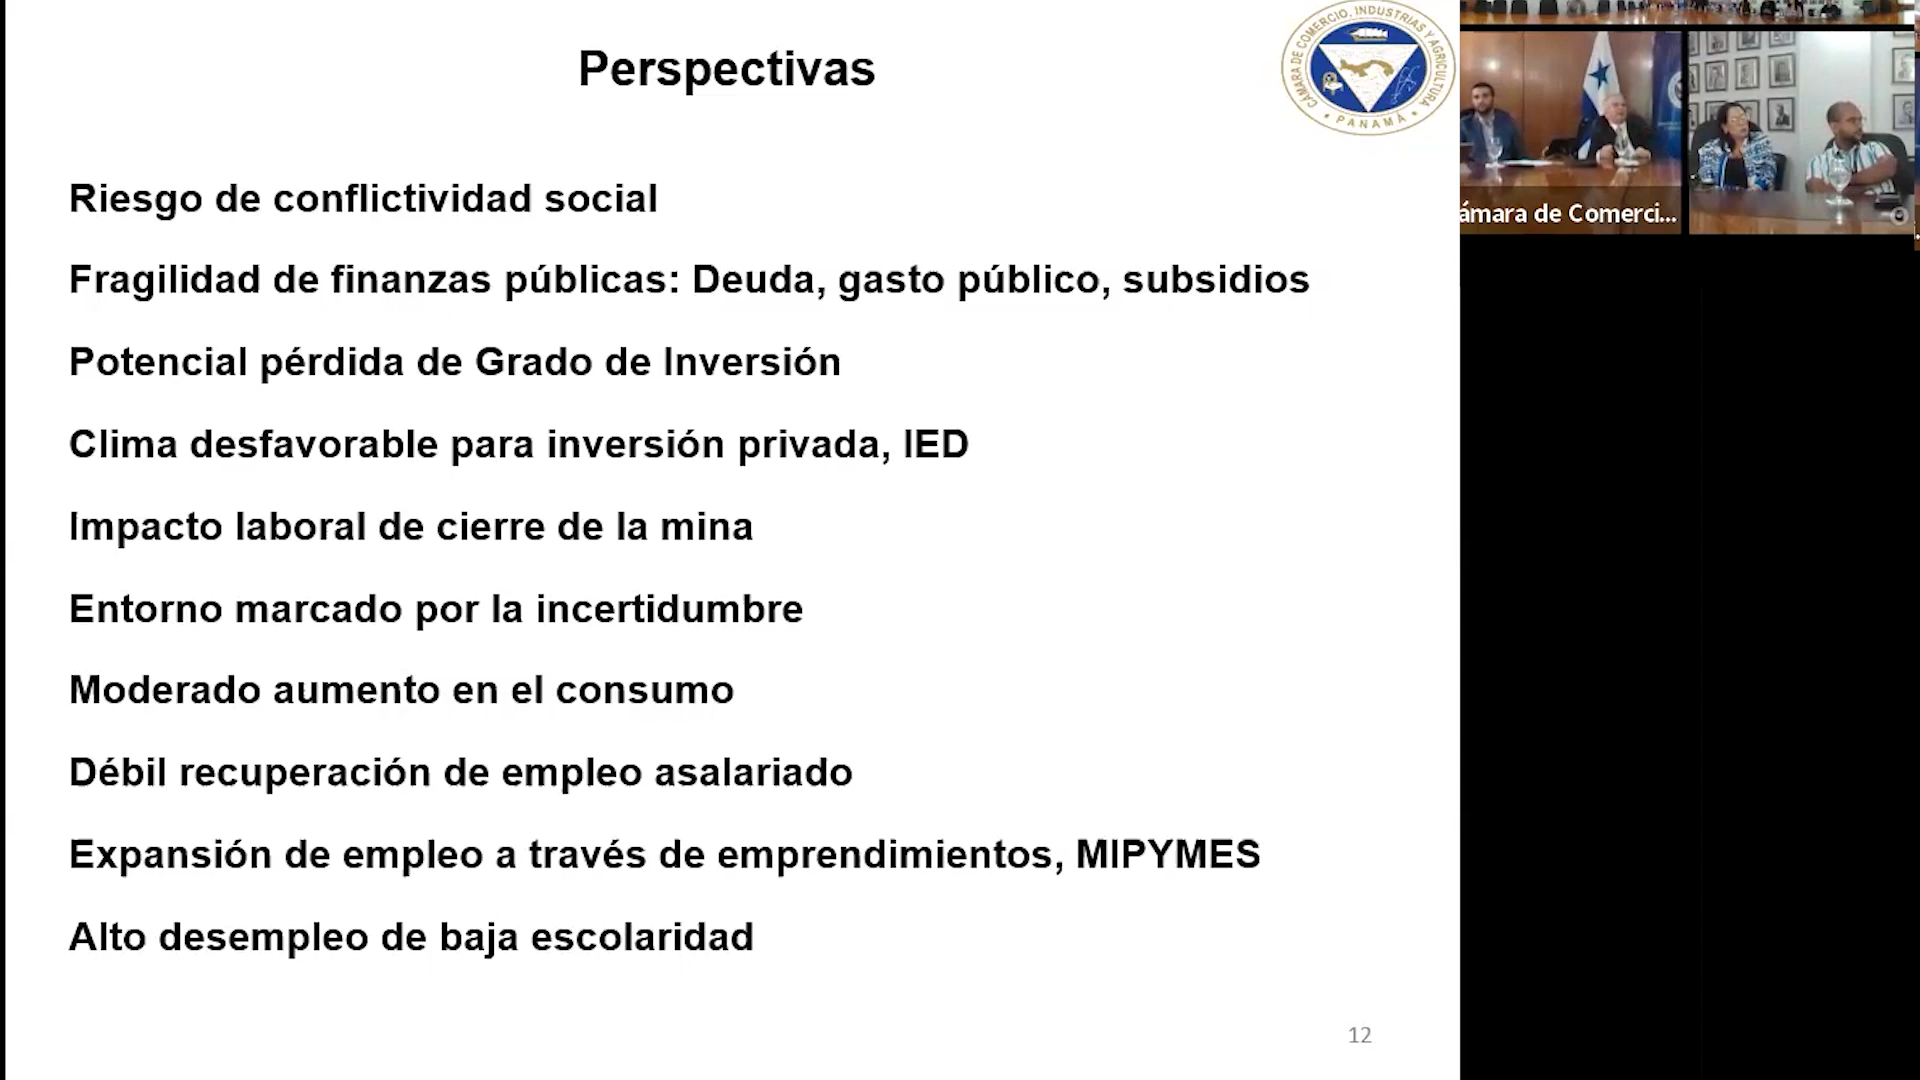 Perspectivas
CÁMARA DE COMERCIO, INDUSTRIAS Y AGRICULTURA
• PANAMÁ •
Riesgo de conflictividad social
Fragilidad de finanzas públicas: Deuda, gasto público, subsidios
Potencial pérdida de Grado de Inversión
Clima desfavorable para inversión privada, IED
Impacto laboral de cierre de la mina
Entorno marcado por la incertidumbre
Moderado aumento en el consumo
Débil recuperación de empleo asalariado
Expansión de empleo a través de emprendimientos, MIPYMES
Alto desempleo de baja escolaridad
12
ámara de Comerci...